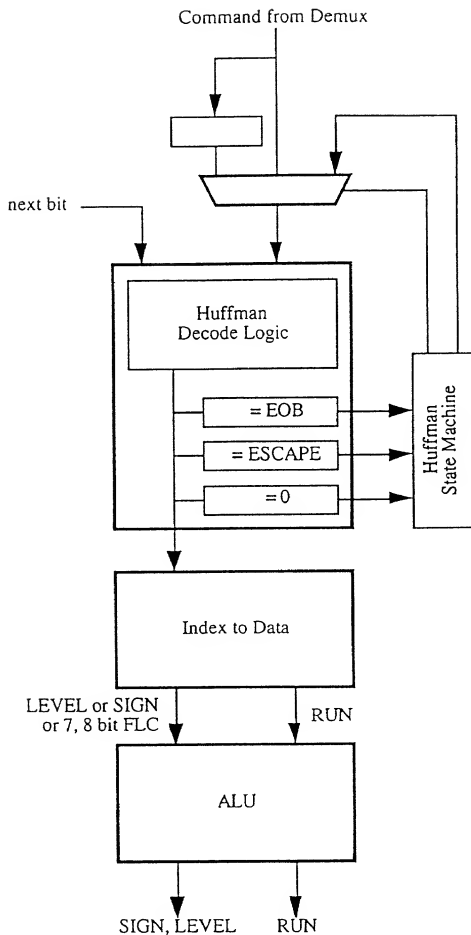 Command from Demux
next bit
Huffman
Decode Logic
= EOB
= ESCAPE
= 0
Huffman
State Machine
Index to Data
LEVEL or SIGN
or 7, 8 bit FLC
RUN
ALU
SIGN, LEVEL
RUN